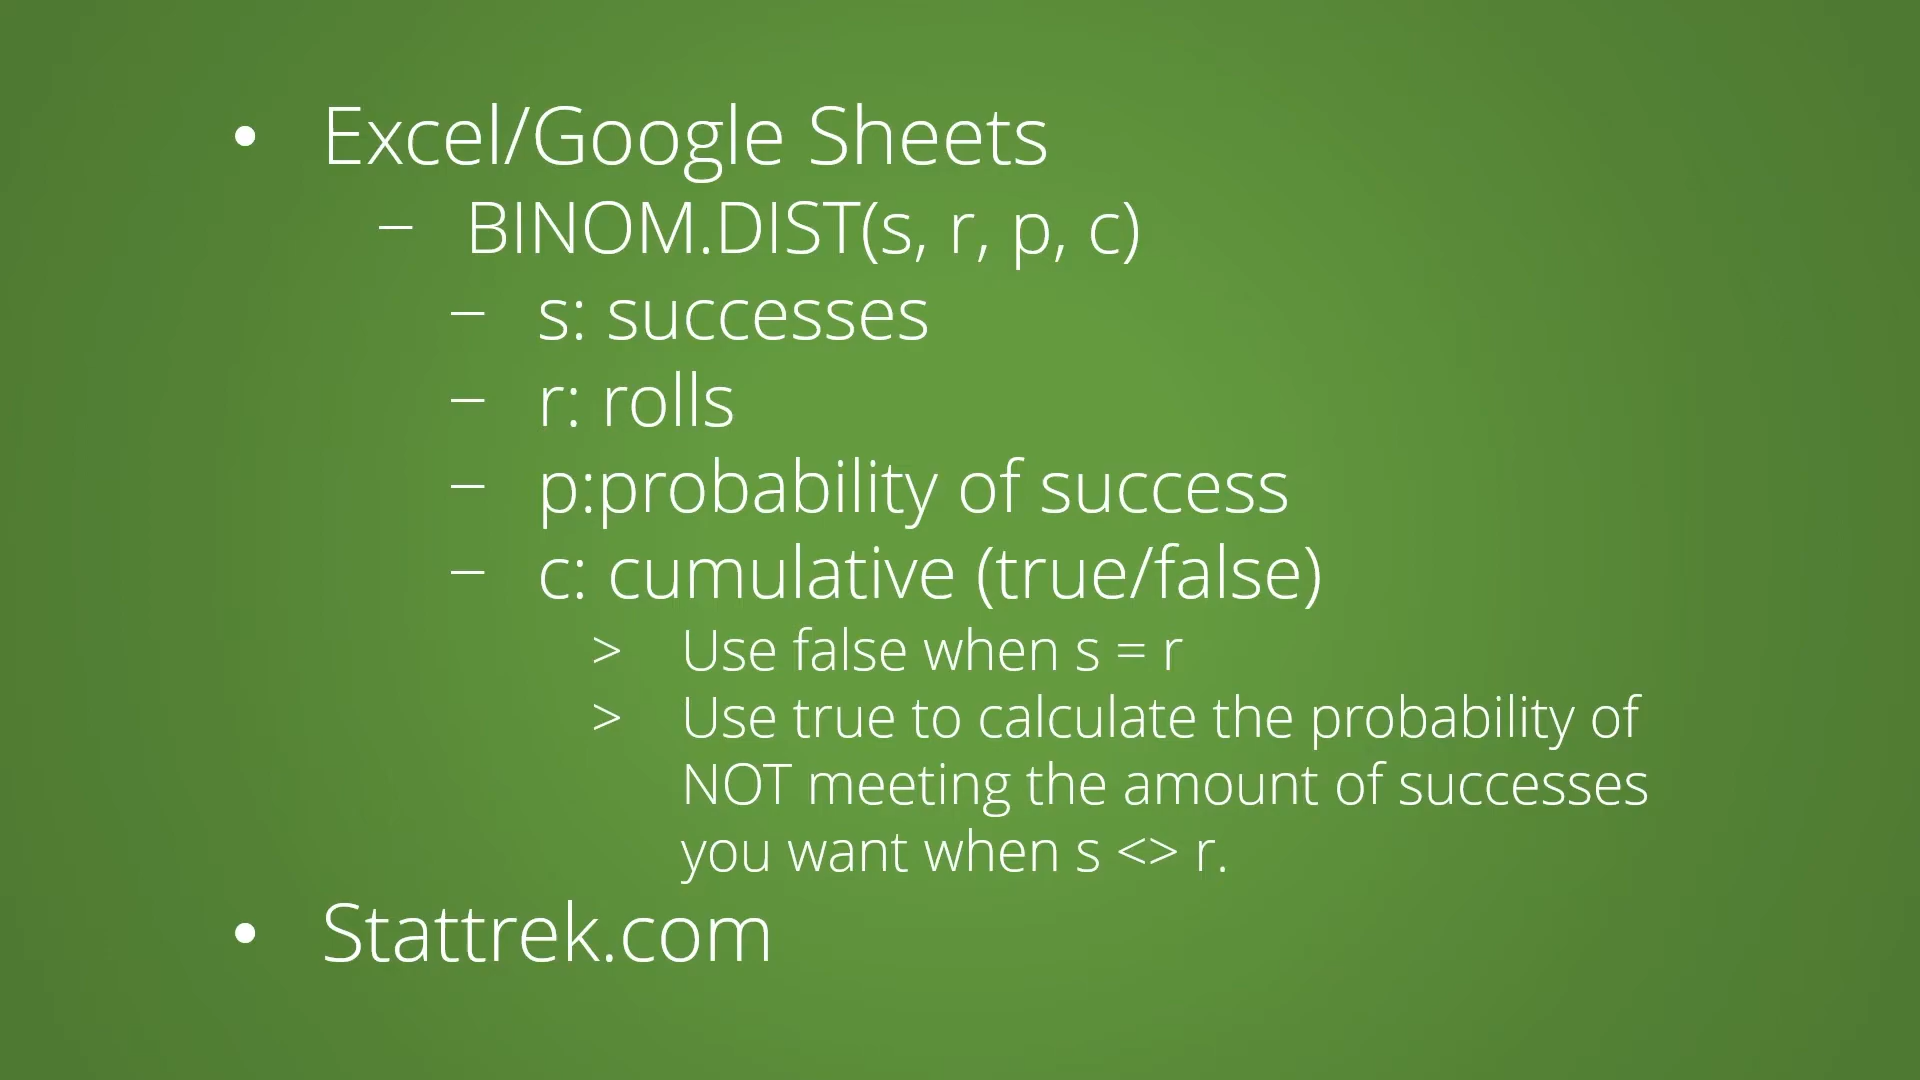 • Excel/Google Sheets
– BINOM.DIST(s, r, p, c)
– s: successes
– r: rolls
– p:probability of success
– c: cumulative (true/false)
> Use false when s = r
> Use true to calculate the probability of
NOT meeting the amount of successes
you want when s <> r.
• Stattrek.com